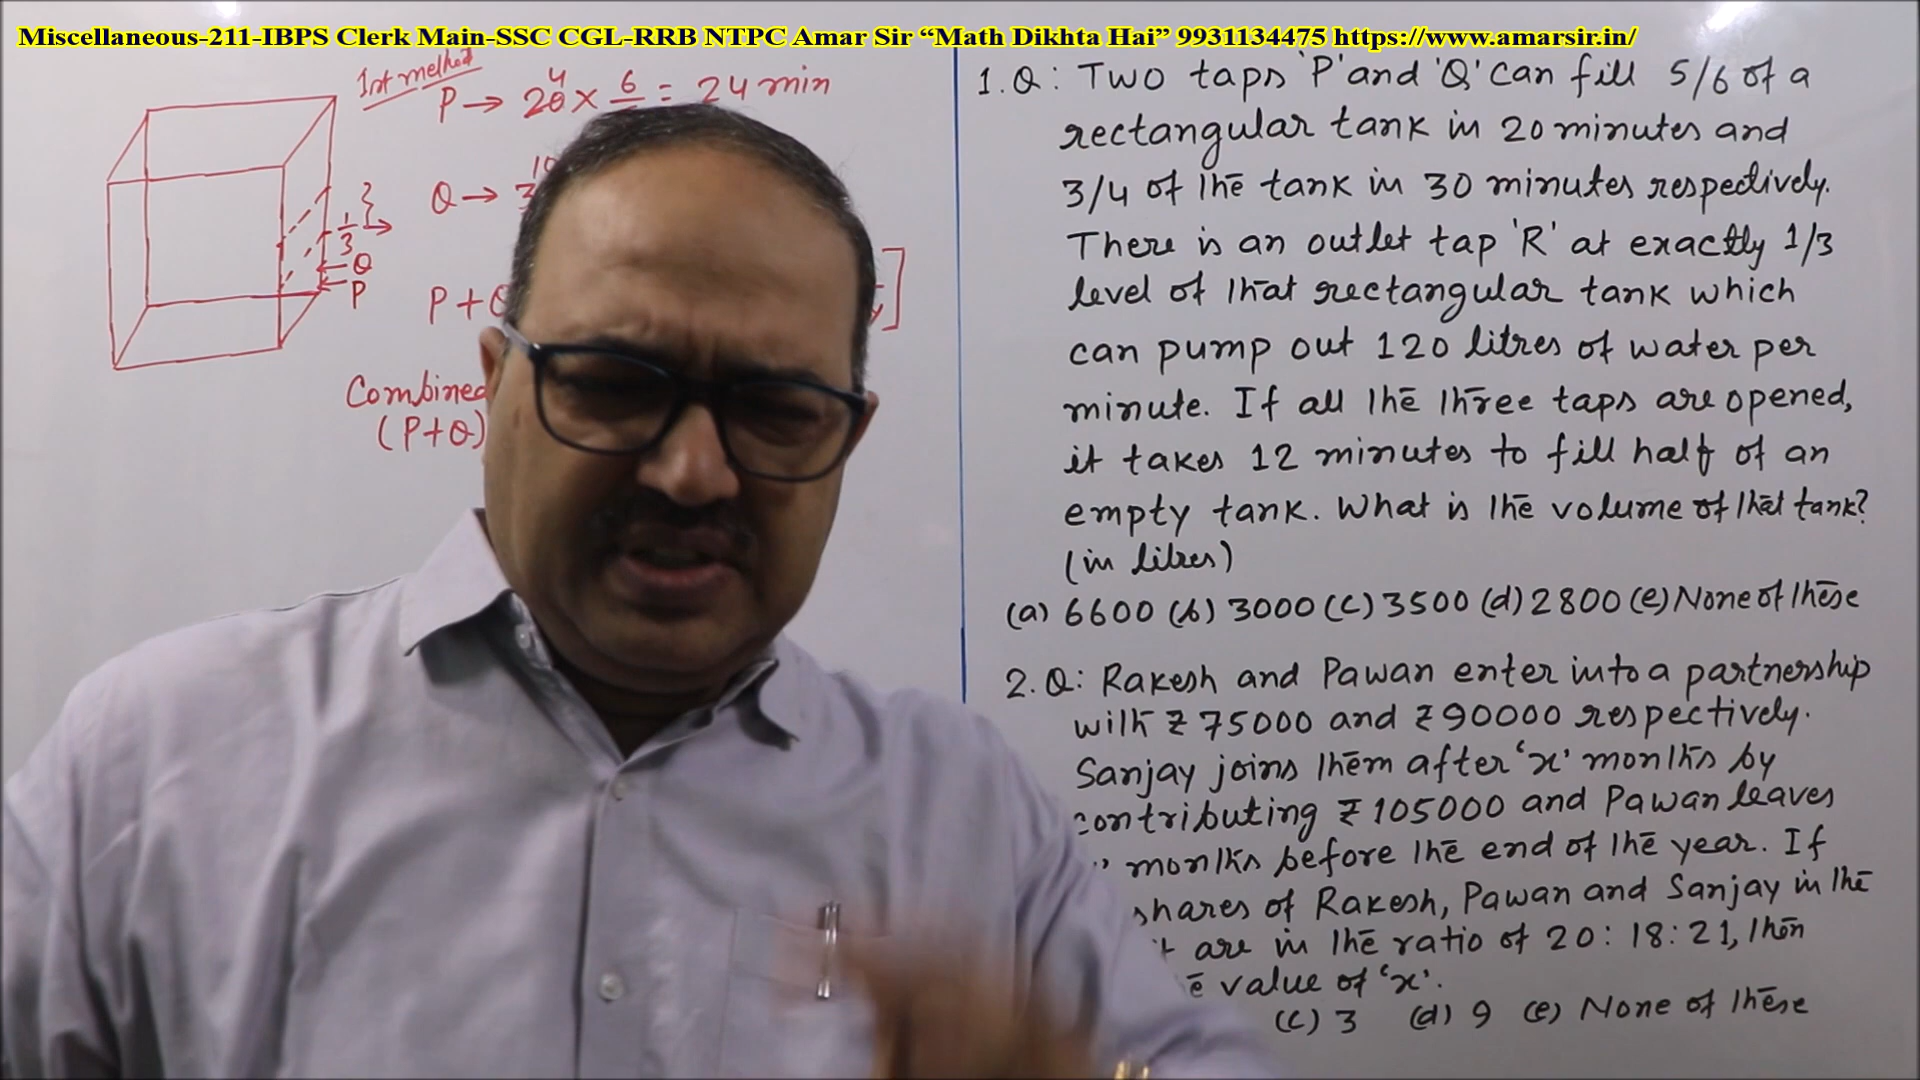 Miscellaneous-211-IBPS Clerk Main-SSC CGL-RRB NTPC Amar Sir “Math Dikhta Hai” 9931134475 https://www.amarsir.in/
Ist method
P → 20 4 × 6 = 24 min
Q → 3 10
P + Q
1/3
Q
P
Combined
(P+Q)
1. Q: Two taps 'P' and 'Q' can fill 5/6 of a
rectangular tank in 20 minutes and
3/4 of the tank in 30 minutes respectively.
There is an outlet tap 'R' at exactly 1/3
level of that rectangular tank which
can pump out 120 litres of water per
minute. If all the three taps are opened,
it takes 12 minutes to fill half of an
empty tank. What is the volume of that tank?
(in litres)
(a) 6600 (b) 3000 (c) 3500 (d) 2800 (e) None of these
2. Q: Rakesh and Pawan enter into a partnership
with ₹ 75000 and ₹ 90000 respectively.
Sanjay joins them after 'x' months by
contributing ₹ 105000 and Pawan leaves
months before the end of the year. If
shares of Rakesh, Pawan and Sanjay in the
are in the ratio of 20 : 18 : 21, then
value of 'x'.
(c) 3 (d) 9 (e) None of these